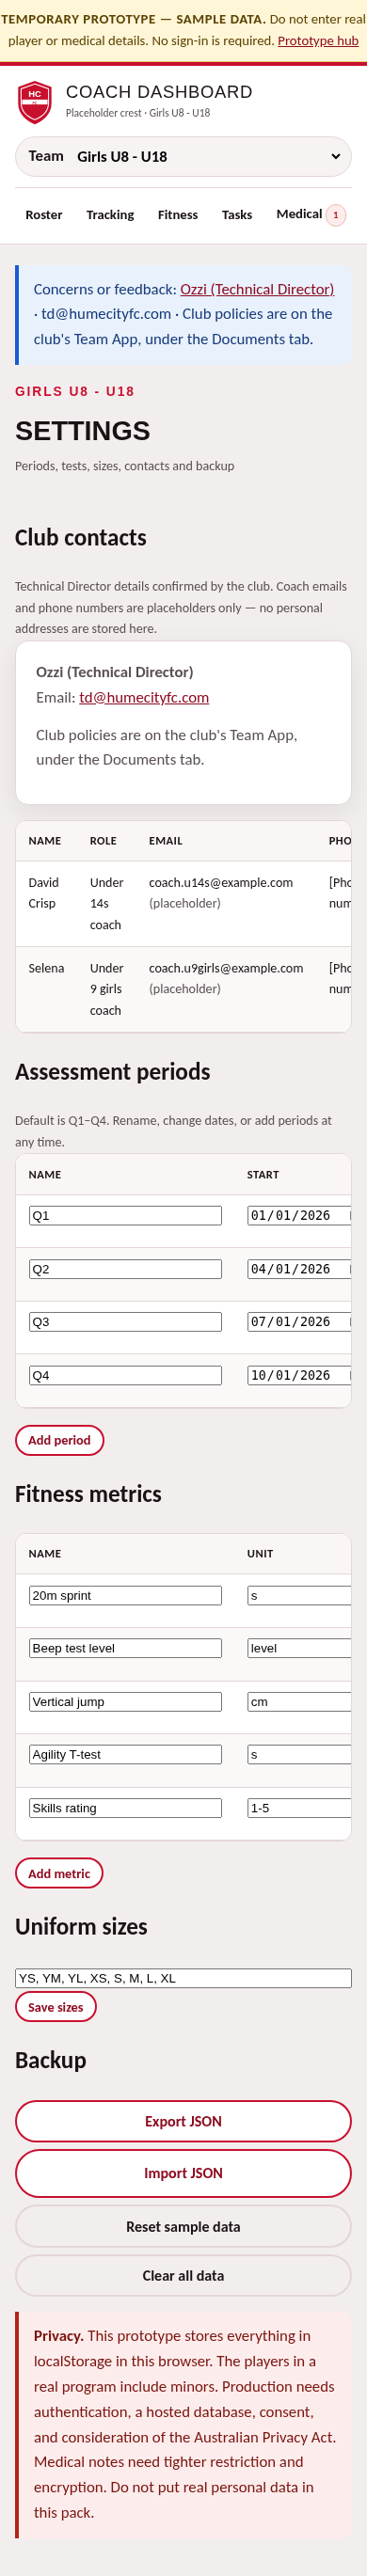 TEMPORARY PROTOTYPE — SAMPLE DATA. Do not enter real
player or medical details. No sign-in is required. Prototype hub
HC
COACH DASHBOARD
Placeholder crest · Girls U8 - U18
Team Girls U8 - U18
Roster Tracking Fitness Tasks Medical 1
Concerns or feedback: Ozzi (Technical Director)
· td@humecityfc.com · Club policies are on the
club's Team App, under the Documents tab.
GIRLS U8 - U18
SETTINGS
Periods, tests, sizes, contacts and backup
Club contacts
Technical Director details confirmed by the club. Coach emails
and phone numbers are placeholders only — no personal
addresses are stored here.
Ozzi (Technical Director)
Email: td@humecityfc.com
Club policies are on the club's Team App,
under the Documents tab.
NAME ROLE EMAIL PHO
David Under coach.u14s@example.com [Pho
Crisp 14s (placeholder) num
coach
Selena Under coach.u9girls@example.com [Pho
9 girls (placeholder) num
coach
Assessment periods
Default is Q1–Q4. Rename, change dates, or add periods at
any time.
NAME START
Q1 01/01/2026
Q2 04/01/2026
Q3 07/01/2026
Q4 10/01/2026
Add period
Fitness metrics
NAME UNIT
20m sprint s
Beep test level level
Vertical jump cm
Agility T-test s
Skills rating 1-5
Add metric
Uniform sizes
YS, YM, YL, XS, S, M, L, XL
Save sizes
Backup
Export JSON
Import JSON
Reset sample data
Clear all data
Privacy. This prototype stores everything in
localStorage in this browser. The players in a
real program include minors. Production needs
authentication, a hosted database, consent,
and consideration of the Australian Privacy Act.
Medical notes need tighter restriction and
encryption. Do not put real personal data in
this pack.